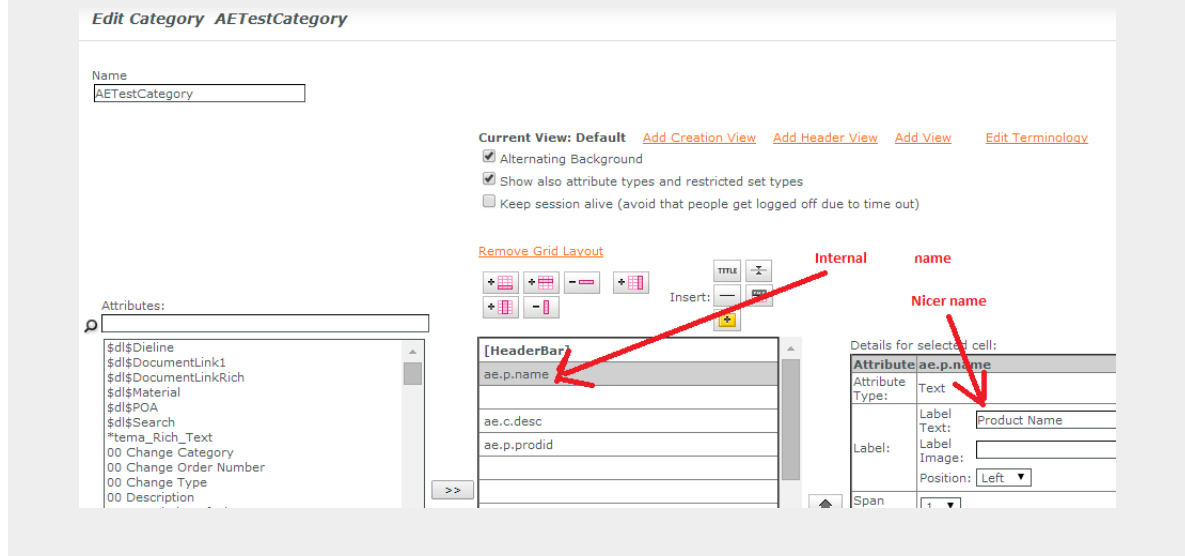 Edit Category AETestCategory
Name
AETestCategory
Current View: Default Add Creation View Add Header View Add View Edit Terminology
Alternating Background
Show also attribute types and restricted set types
Keep session alive (avoid that people get logged off due to time out)
Remove Grid Layout
Internal name
TITLE
Insert:
Nicer name
Attributes:
$dl$Dieline
$dl$DocumentLink1
$dl$DocumentLinkRich
$dl$Material
$dl$POA
$dl$Search
*tema_Rich_Text
00 Change Category
00 Change Order Number
00 Change Type
00 Description
>>
[HeaderBar]
ae.p.name
ae.c.desc
ae.p.prodid
Details for selected cell:
Attribute ae.p.name
Attribute Type: Text
Label:
Label Text: Product Name
Label Image:
Position: Left
Span 1